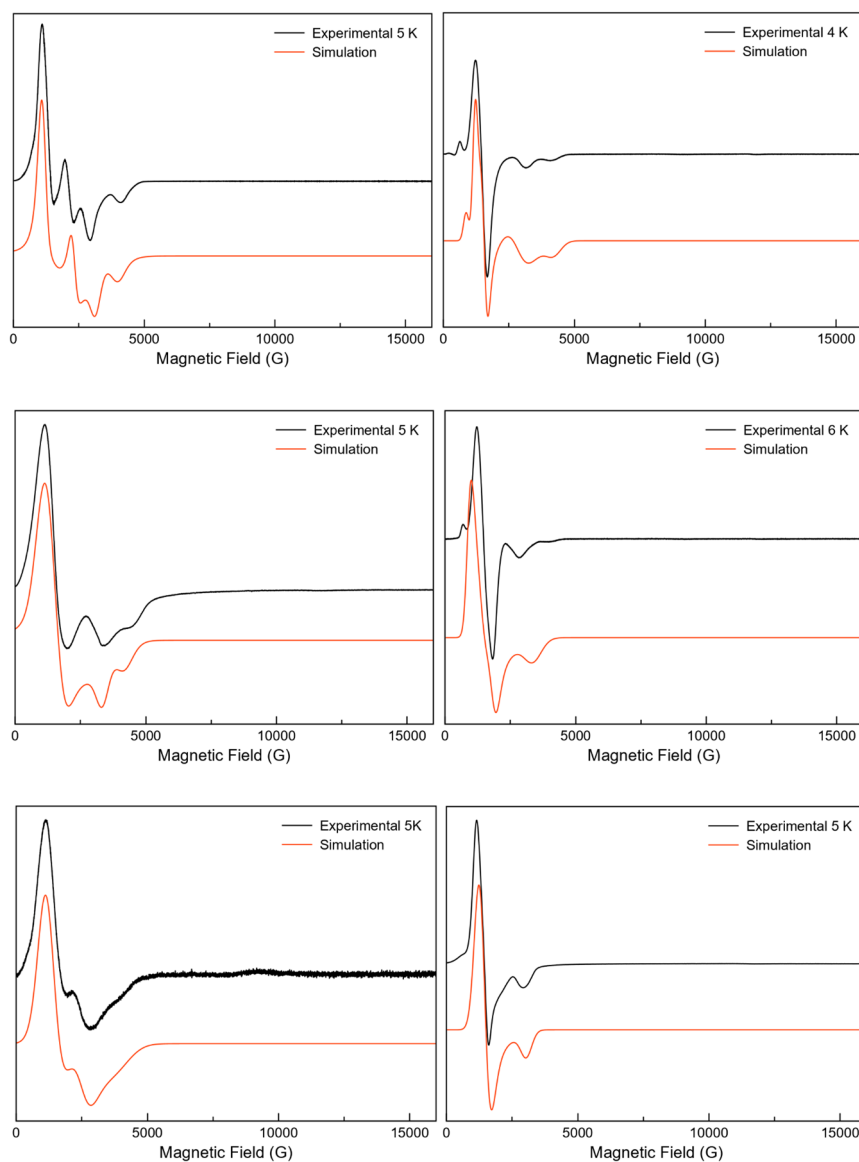 Experimental 5 K
Simulation
0
5000
10000
15000
Magnetic Field (G)
Experimental 4 K
Simulation
0
5000
10000
15000
Magnetic Field (G)
Experimental 5 K
Simulation
0
5000
10000
15000
Magnetic Field (G)
Experimental 6 K
Simulation
0
5000
10000
15000
Magnetic Field (G)
Experimental 5K
Simulation
0
5000
10000
15000
Magnetic Field (G)
Experimental 5 K
Simulation
0
5000
10000
15000
Magnetic Field (G)